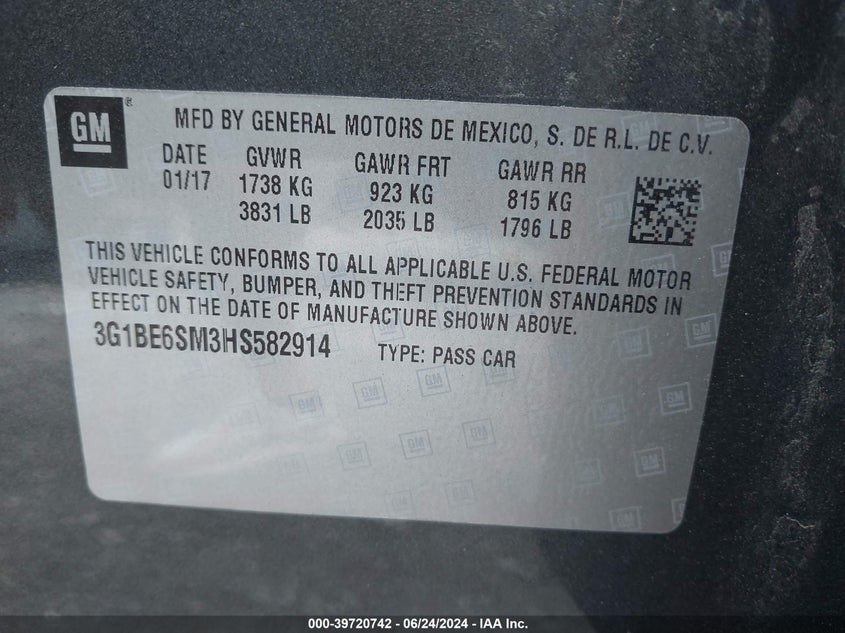 GM
MFD BY GENERAL MOTORS DE MEXICO, S. DE R.L. DE C.V.
DATE GVWR GAWR FRT GAWR RR
01/17 1738 KG 923 KG 815 KG
3831 LB 2035 LB 1796 LB
THIS VEHICLE CONFORMS TO ALL APPLICABLE U.S. FEDERAL MOTOR
VEHICLE SAFETY, BUMPER, AND THEFT PREVENTION STANDARDS IN
EFFECT ON THE DATE OF MANUFACTURE SHOWN ABOVE.
3G1BE6SM3HS582914 TYPE: PASS CAR
000-39720742 / 06/24/2024 - IAA Inc.